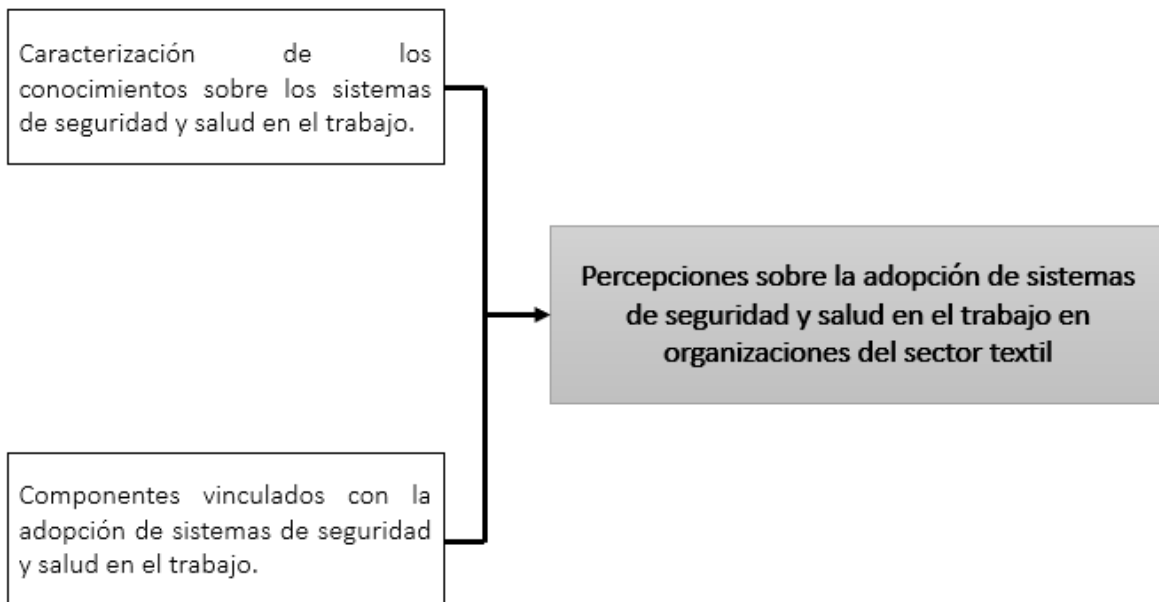 Caracterización de los
conocimientos sobre los sistemas
de seguridad y salud en el trabajo.
Percepciones sobre la adopción de sistemas
de seguridad y salud en el trabajo en
organizaciones del sector textil
Componentes vinculados con la
adopción de sistemas de seguridad
y salud en el trabajo.